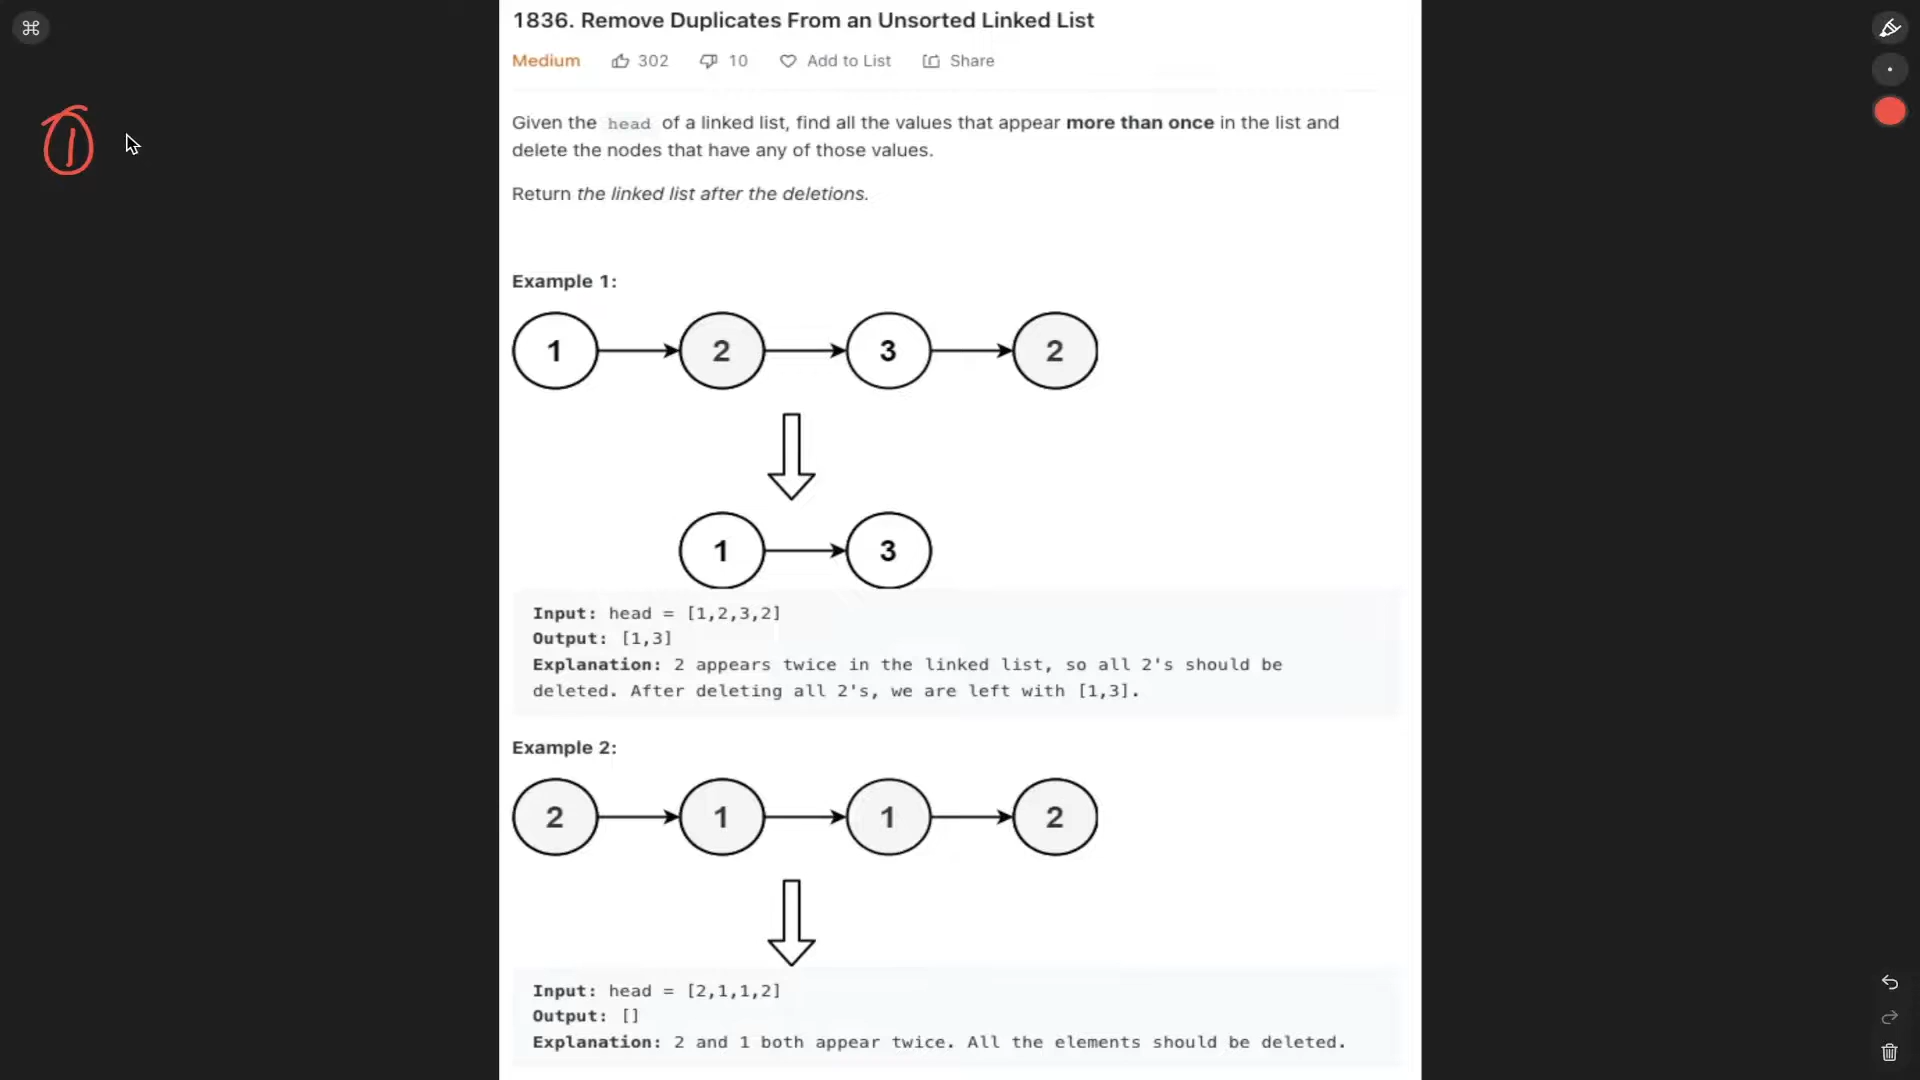 1836. Remove Duplicates From an Unsorted Linked List
Medium 302 10 Add to List Share
1
Given the head of a linked list, find all the values that appear more than once in the list and
delete the nodes that have any of those values.
Return the linked list after the deletions.
Example 1:
1 2 3 2
1 3
Input: head = [1,2,3,2]
Output: [1,3]
Explanation: 2 appears twice in the linked list, so all 2's should be
deleted. After deleting all 2's, we are left with [1,3].
Example 2:
2 1 1 2
Input: head = [2,1,1,2]
Output: []
Explanation: 2 and 1 both appear twice. All the elements should be deleted.